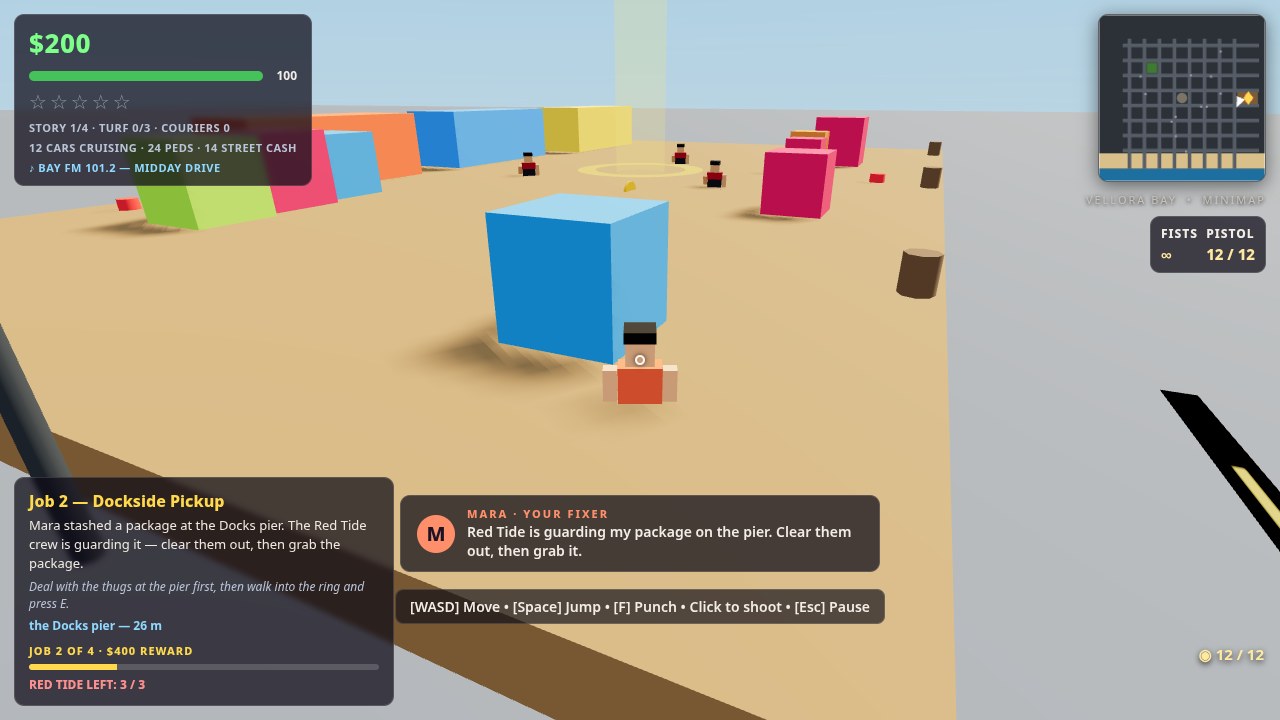 $200
100
☆☆☆☆☆
STORY 1/4 · TURF 0/3 · COURIERS 0
12 CARS CRUISING · 24 PEDS · 14 STREET CASH
♪ BAY FM 101.2 — MIDDAY DRIVE
VELLORA BAY • MINIMAP
FISTS PISTOL
∞ 12 / 12
Job 2 — Dockside Pickup
Mara stashed a package at the Docks pier. The Red Tide
crew is guarding it — clear them out, then grab the
package.
Deal with the thugs at the pier first, then walk into the ring and
press E.
the Docks pier — 26 m
JOB 2 OF 4 · $400 REWARD
RED TIDE LEFT: 3 / 3
M
MARA · YOUR FIXER
Red Tide is guarding my package on the pier. Clear them
out, then grab it.
[WASD] Move • [Space] Jump • [F] Punch • Click to shoot • [Esc] Pause
◉ 12 / 12